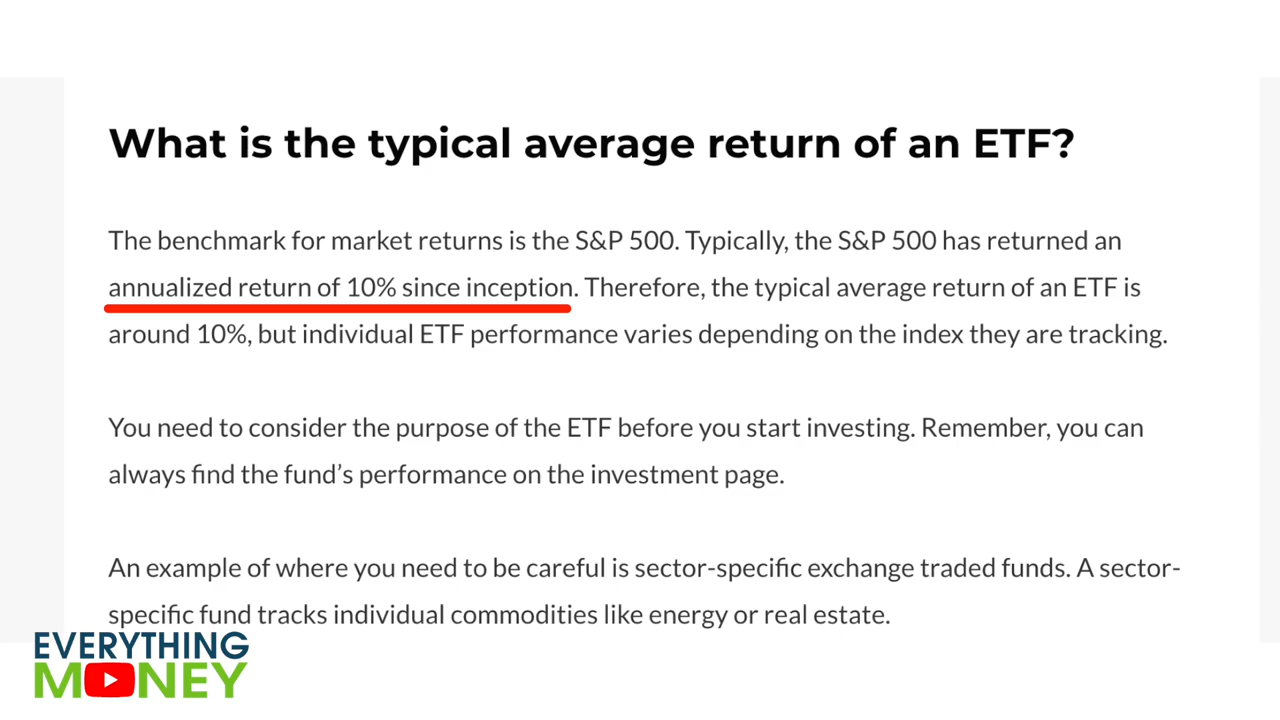 What is the typical average return of an ETF?
The benchmark for market returns is the S&P 500. Typically, the S&P 500 has returned an
annualized return of 10% since inception. Therefore, the typical average return of an ETF is
around 10%, but individual ETF performance varies depending on the index they are tracking.
You need to consider the purpose of the ETF before you start investing. Remember, you can
always find the fund’s performance on the investment page.
An example of where you need to be careful is sector-specific exchange traded funds. A sector-
specific fund tracks individual commodities like energy or real estate.
EVERYTHING
MONEY